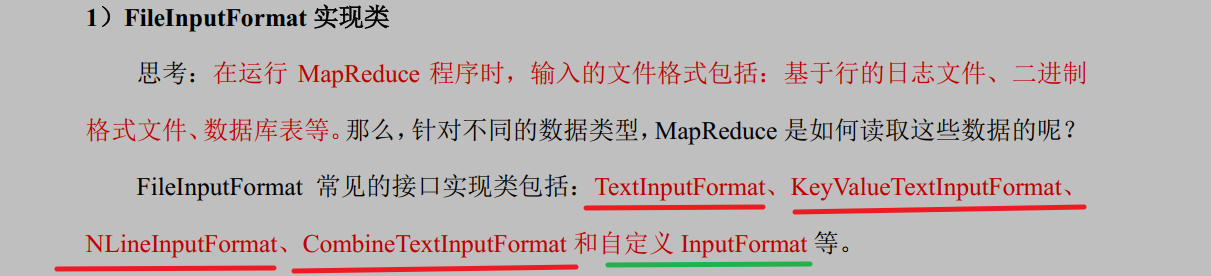 1）FileInputFormat 实现类
思考：在运行 MapReduce 程序时，输入的文件格式包括：基于行的日志文件、二进制
格式文件、数据库表等。那么，针对不同的数据类型，MapReduce 是如何读取这些数据的呢？
FileInputFormat 常见的接口实现类包括：TextInputFormat、KeyValueTextInputFormat、
NLineInputFormat、CombineTextInputFormat 和自定义 InputFormat 等。